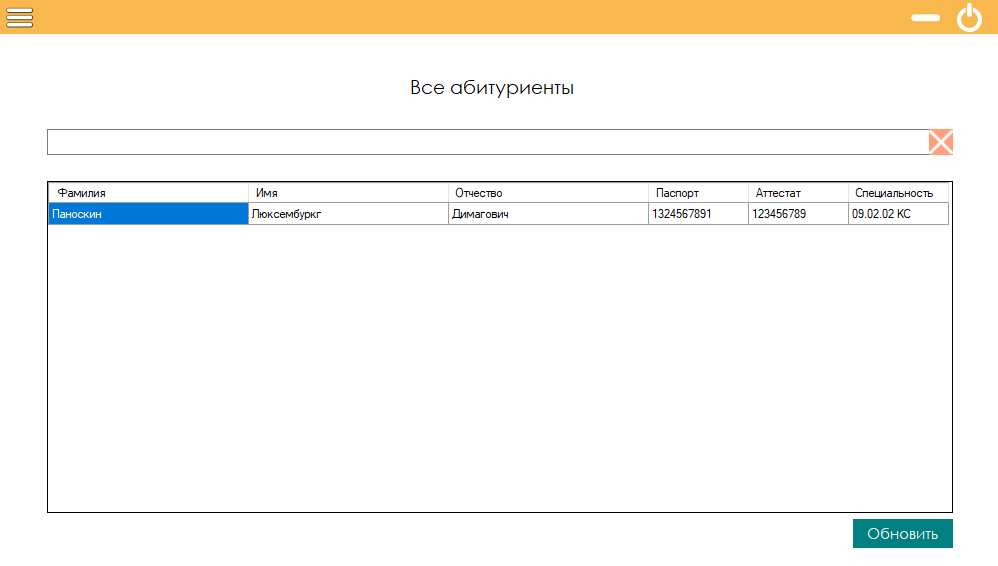 Все абитуриенты
Фамилия Имя Отчество Паспорт Аттестат Специальность
Паноскин Люксембуркг Димагович 1324567891 123456789 09.02.02 КС
Обновить